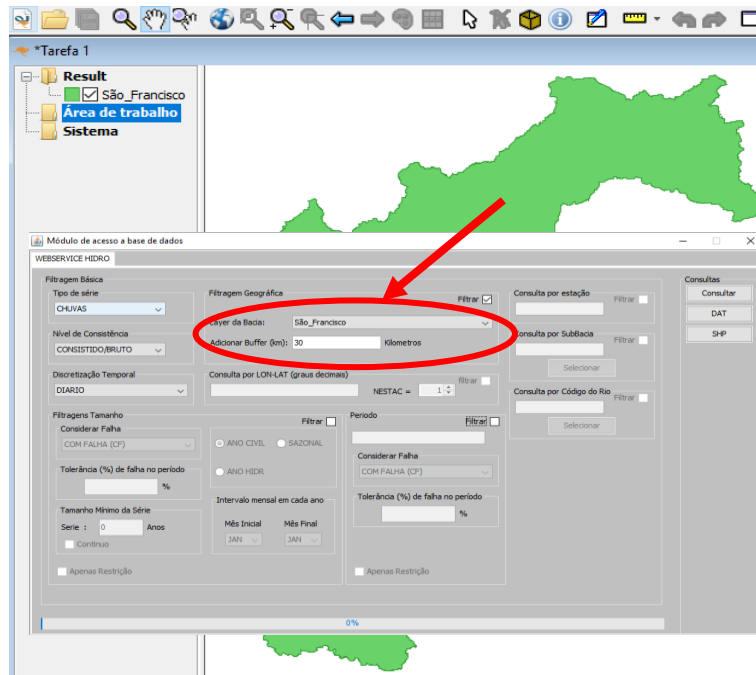 *Tarefa 1
Result
São_Francisco
Área de trabalho
Sistema
Módulo de acesso a base de dados
WEBSERVICE HIDRO
Filtragem Básica
Tipo de série
CHUVAS
Nível de Consistência
CONSISTIDO/BRUTO
Discretização Temporal
DIARIO
Filtragem Geográfica
Filtrar
Layer da Bacia: São_Francisco
Adicionar Buffer (km): 30 Kilometros
Consulta por LON-LAT (graus decimais)
filtrar
NESTAC = 1
Consulta por estação
Filtrar
Consulta por SubBacia
Filtrar
Selecionar
Consulta por Código do Rio
Filtrar
Selecionar
Consultas
Consultar
DAT
SHP
Filtragens Tamanho
Filtrar
Considerar Falha
COM FALHA (CF)
Tolerância (%) de falha no período
%
Tamanho Mínimo da Série
Serie : 0 Anos
Continuo
Apenas Restrição
ANO CIVIL SAZONAL
ANO HIDR
Intervalo mensal em cada ano
Mês Inicial Mês Final
JAN JAN
Periodo
Filtrar
Considerar Falha
COM FALHA (CF)
Tolerância (%) de falha no período
%
Apenas Restrição
0%